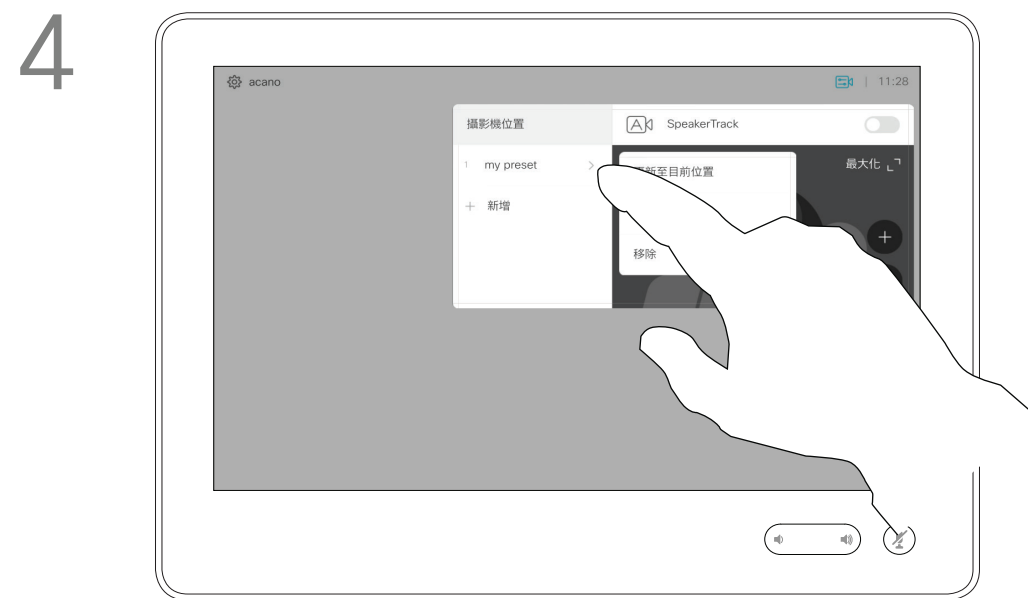 4
acano
11:28
攝影機位置
SpeakerTrack
1 my preset
新至目前位置
最大化
+ 新增
移除